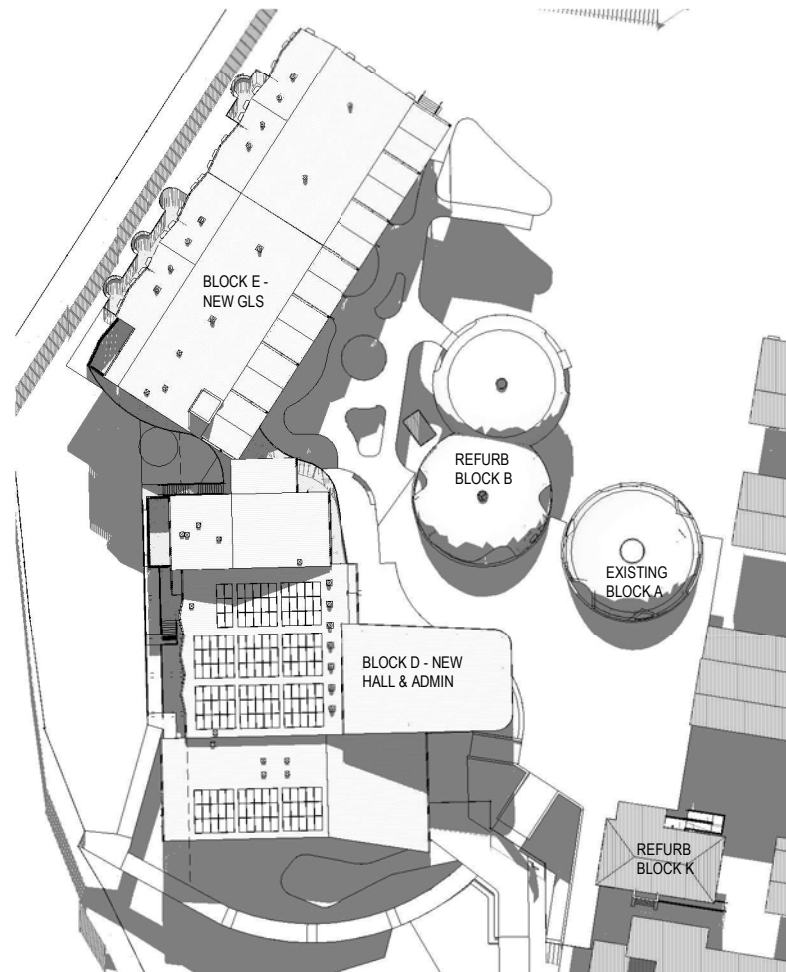 BLOCK E -
NEW GLS
REFURB
BLOCK B
EXISTING
BLOCK A
BLOCK D - NEW
HALL & ADMIN
REFURB
BLOCK K